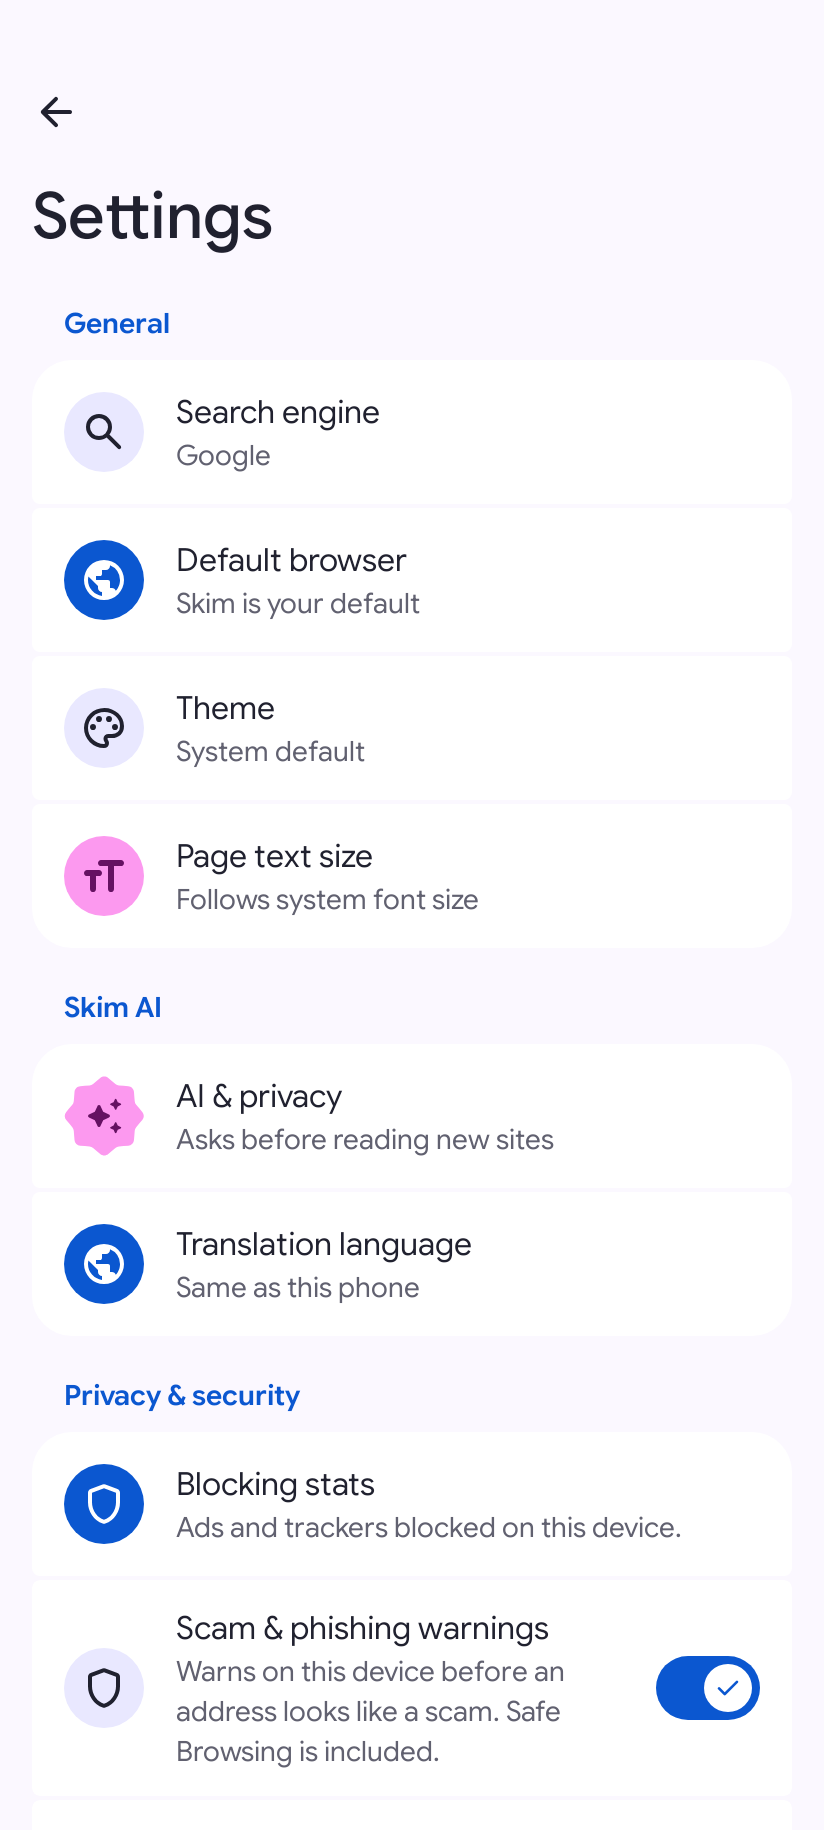 Settings
General
Search engine
Google
Default browser
Skim is your default
Theme
System default
Page text size
Follows system font size
Skim AI
AI & privacy
Asks before reading new sites
Translation language
Same as this phone
Privacy & security
Blocking stats
Ads and trackers blocked on this device.
Scam & phishing warnings
Warns on this device before an
address looks like a scam. Safe
Browsing is included.